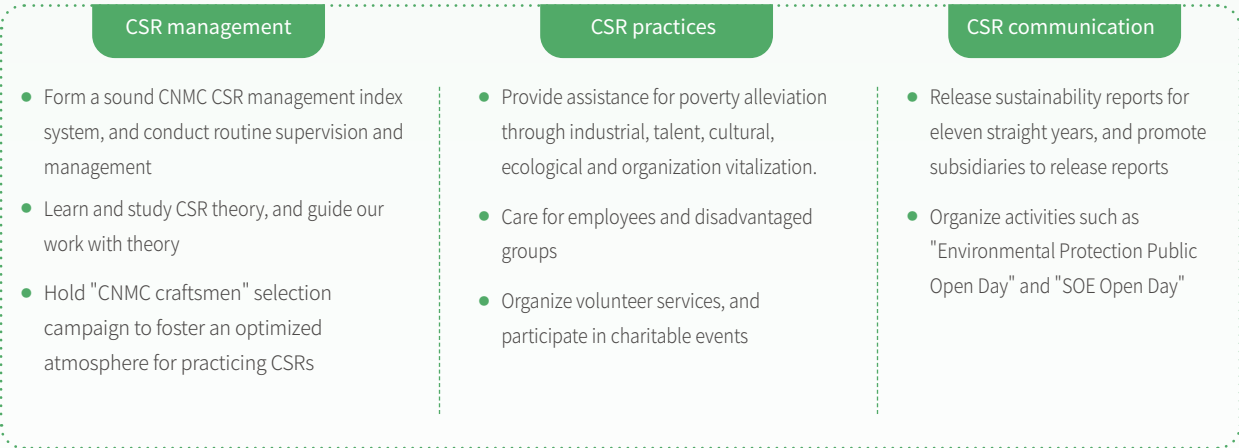 CSR management
Form a sound CNMC CSR management index
system, and conduct routine supervision and
management
Learn and study CSR theory, and guide our
work with theory
Hold "CNMC craftsmen" selection
campaign to foster an optimized
atmosphere for practicing CSRs
CSR practices
Provide assistance for poverty alleviation
through industrial, talent, cultural,
ecological and organization vitalization.
Care for employees and disadvantaged
groups
Organize volunteer services, and
participate in charitable events
CSR communication
Release sustainability reports for
eleven straight years, and promote
subsidiaries to release reports
Organize activities such as
"Environmental Protection Public
Open Day" and "SOE Open Day"